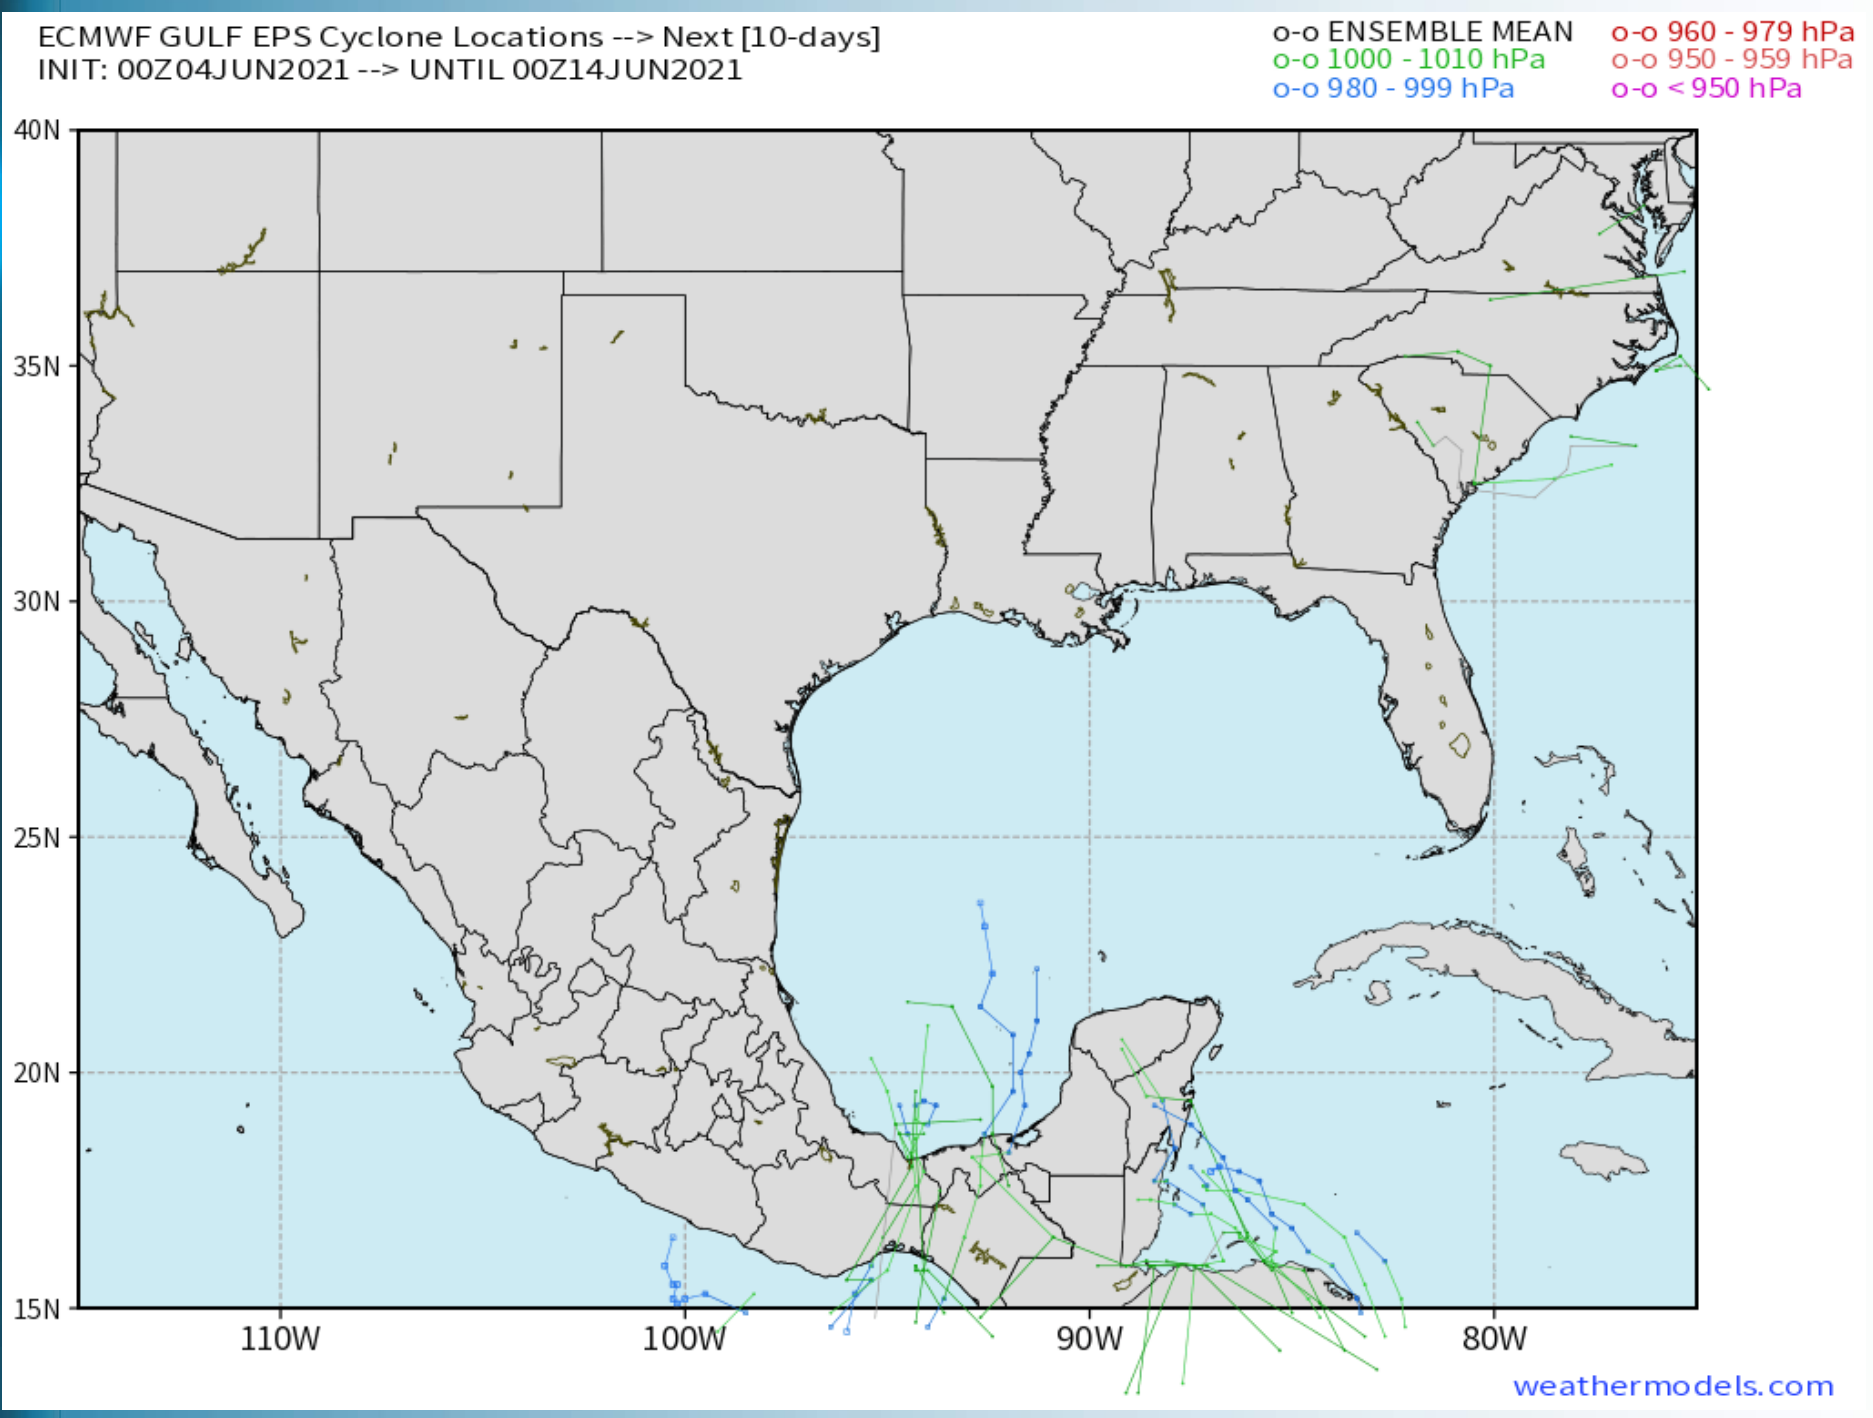 ECMWF GULF EPS Cyclone Locations --> Next [10-days]
INIT: 00Z04JUN2021 --> UNTIL 00Z14JUN2021
o-o ENSEMBLE MEAN
o-o 1000 - 1010 hPa
o-o 980 - 999 hPa
o-o 960 - 979 hPa
o-o 950 - 959 hPa
o-o < 950 hPa
40N
35N
30N
25N
20N
15N
110W 100W 90W 80W
weathermodels.com